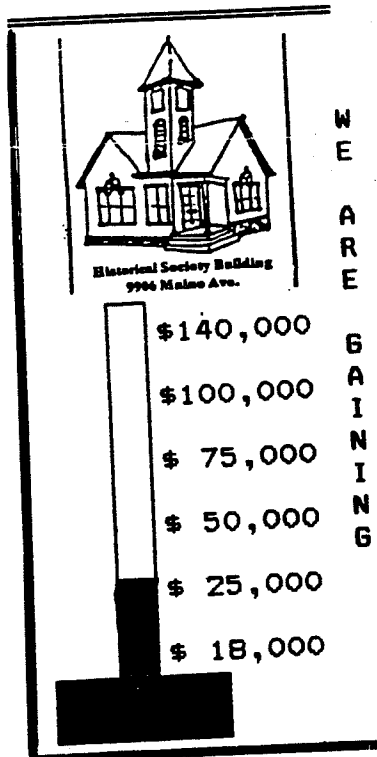 Historical Society Building
9906 Maine Ave.
$140,000
$100,000
$ 75,000
$ 50,000
$ 25,000
$ 18,000
WE ARE GAINING